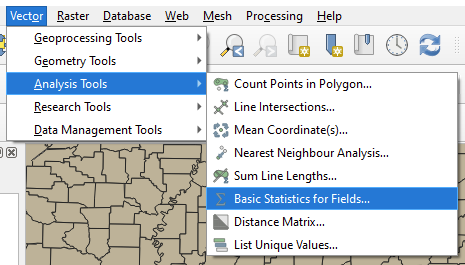 Vector Raster Database Web Mesh Processing Help
Geoprocessing Tools
Geometry Tools
Analysis Tools
Research Tools
Data Management Tools
Count Points in Polygon...
Line Intersections...
Mean Coordinate(s)...
Nearest Neighbour Analysis...
Sum Line Lengths...
Basic Statistics for Fields...
Distance Matrix...
List Unique Values...